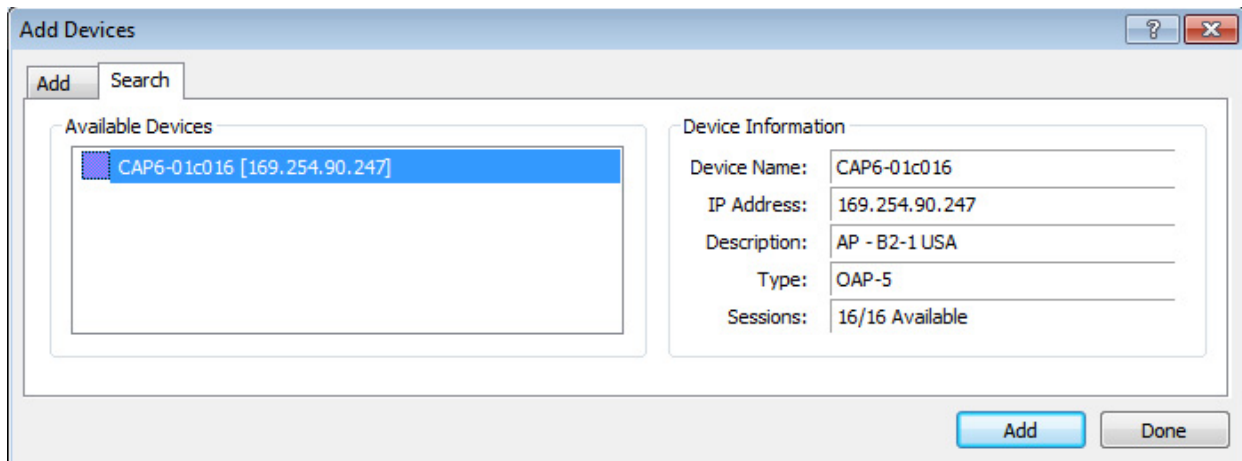 Add Devices
?
Add
Search
Available Devices
CAP6-01c016 [169.254.90.247]
Device Information
Device Name: CAP6-01c016
IP Address: 169.254.90.247
Description: AP - B2-1 USA
Type: OAP-5
Sessions: 16/16 Available
Add
Done